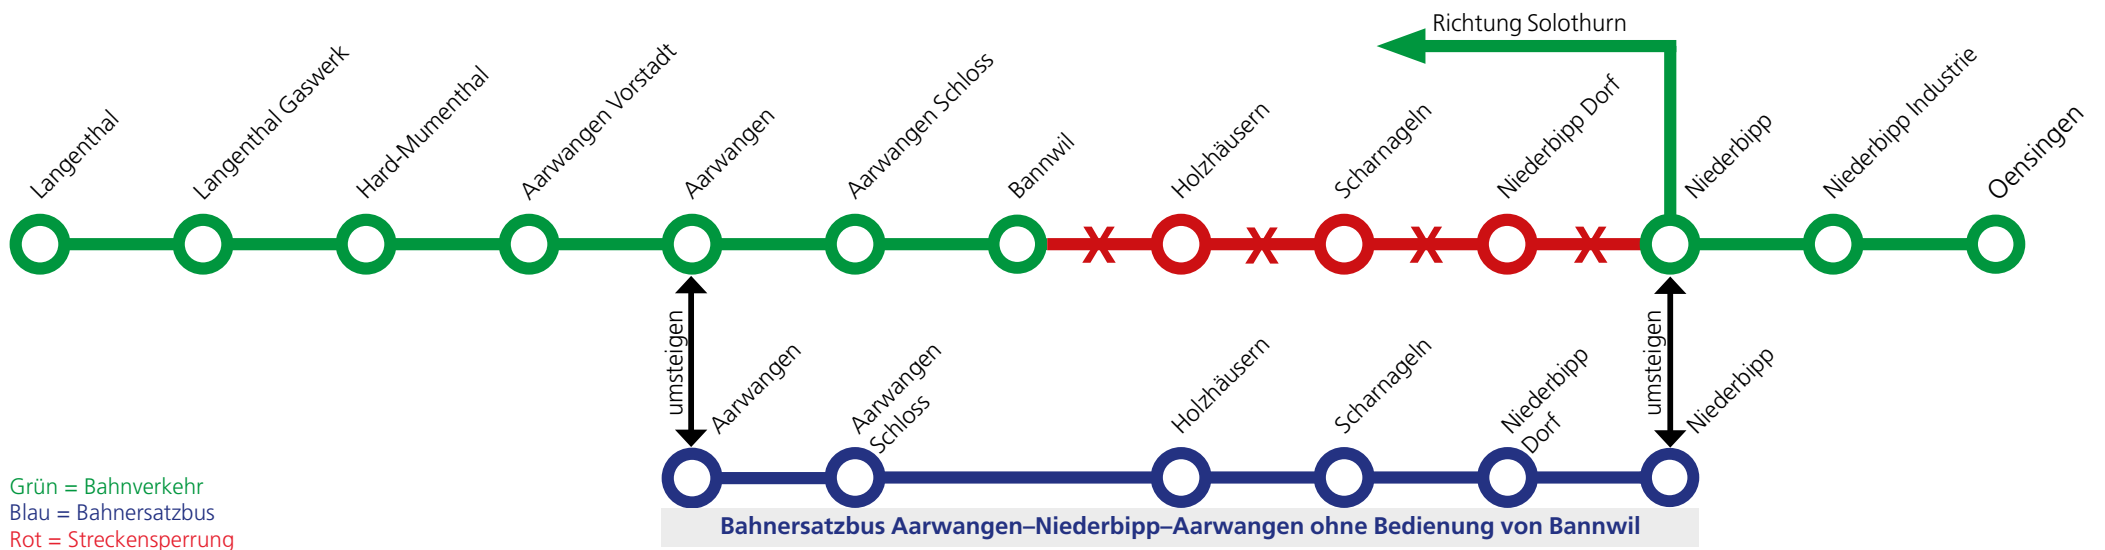 Richtung Solothurn
Langenthal
Langenthal Gaswerk
Hard-Mumenthal
Aarwangen Vorstadt
Aarwangen
Aarwangen Schloss
Bannwil
Holzhäusern
Scharnageln
Niederbipp Dorf
Niederbipp
Niederbipp Industrie
Oensingen
X
X
X
X
umsteigen
umsteigen
Aarwangen
Aarwangen
Schloss
Holzhäusern
Scharnageln
Niederbipp
Dorf
Niederbipp
Grün = Bahnverkehr
Blau = Bahnersatzbus
Rot = Streckensperrung
Bahnersatzbus Aarwangen–Niederbipp–Aarwangen ohne Bedienung von Bannwil